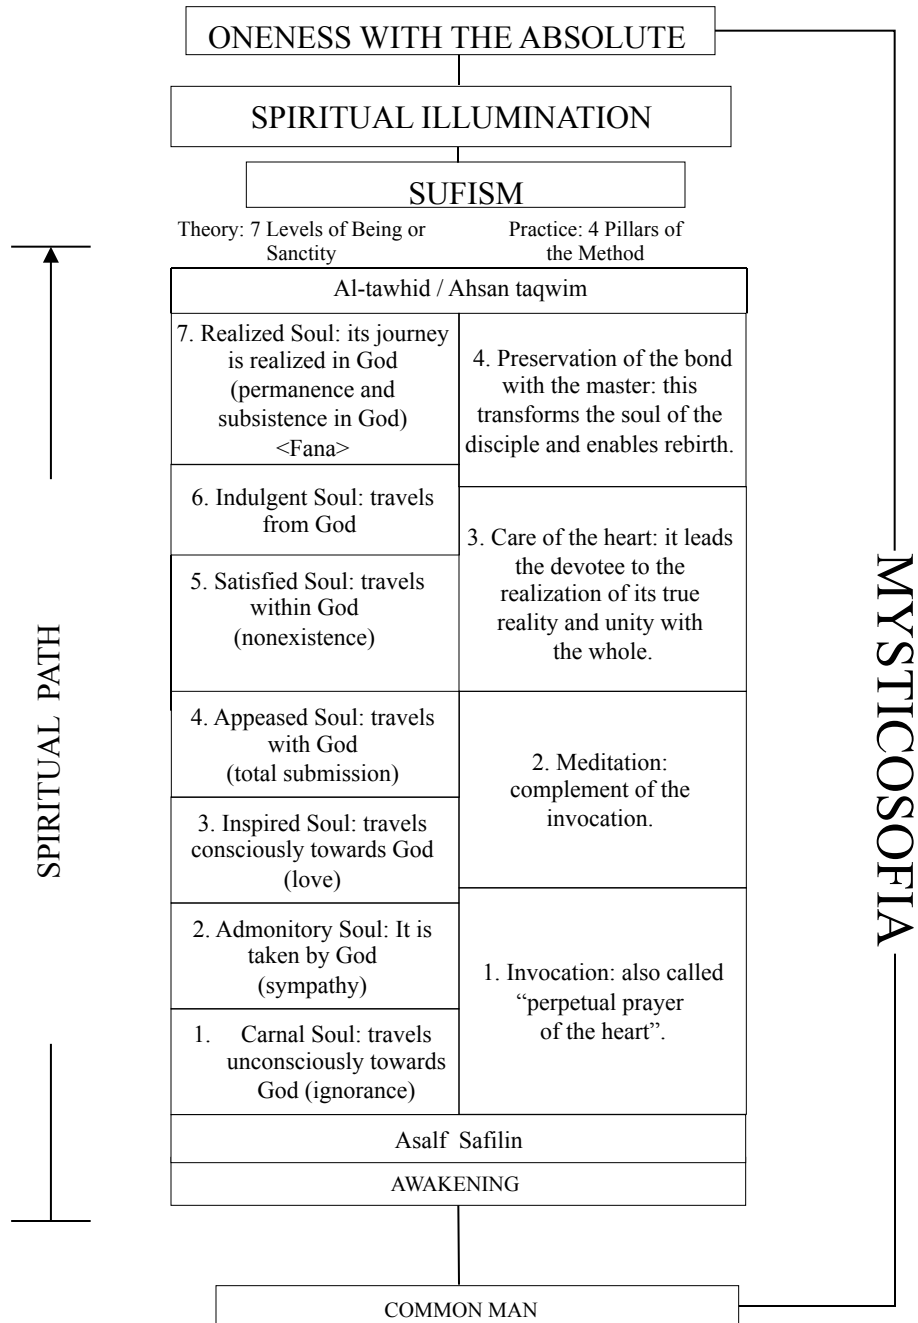 ONENESS WITH THE ABSOLUTE
SPIRITUAL ILLUMINATION
SUFISM
Theory: 7 Levels of Being or
Sanctity
Practice: 4 Pillars of
the Method
Al-tawhid / Ahsan taqwim
7. Realized Soul: its journey
is realized in God
(permanence and
subsistence in God)
<Fana>
6. Indulgent Soul: travels
from God
5. Satisfied Soul: travels
within God
(nonexistence)
4. Appeased Soul: travels
with God
(total submission)
3. Inspired Soul: travels
consciously towards God
(love)
2. Admonitory Soul: It is
taken by God
(sympathy)
1. Carnal Soul: travels
unconsciously towards
God (ignorance)
4. Preservation of the bond
with the master: this
transforms the soul of the
disciple and enables rebirth.
3. Care of the heart: it leads
the devotee to the
realization of its true
reality and unity with
the whole.
2. Meditation:
complement of the
invocation.
1. Invocation: also called
“perpetual prayer
of the heart”.
Asalf Safilin
AWAKENING
COMMON MAN
SPIRITUAL PATH
MYSTICOSOFIA